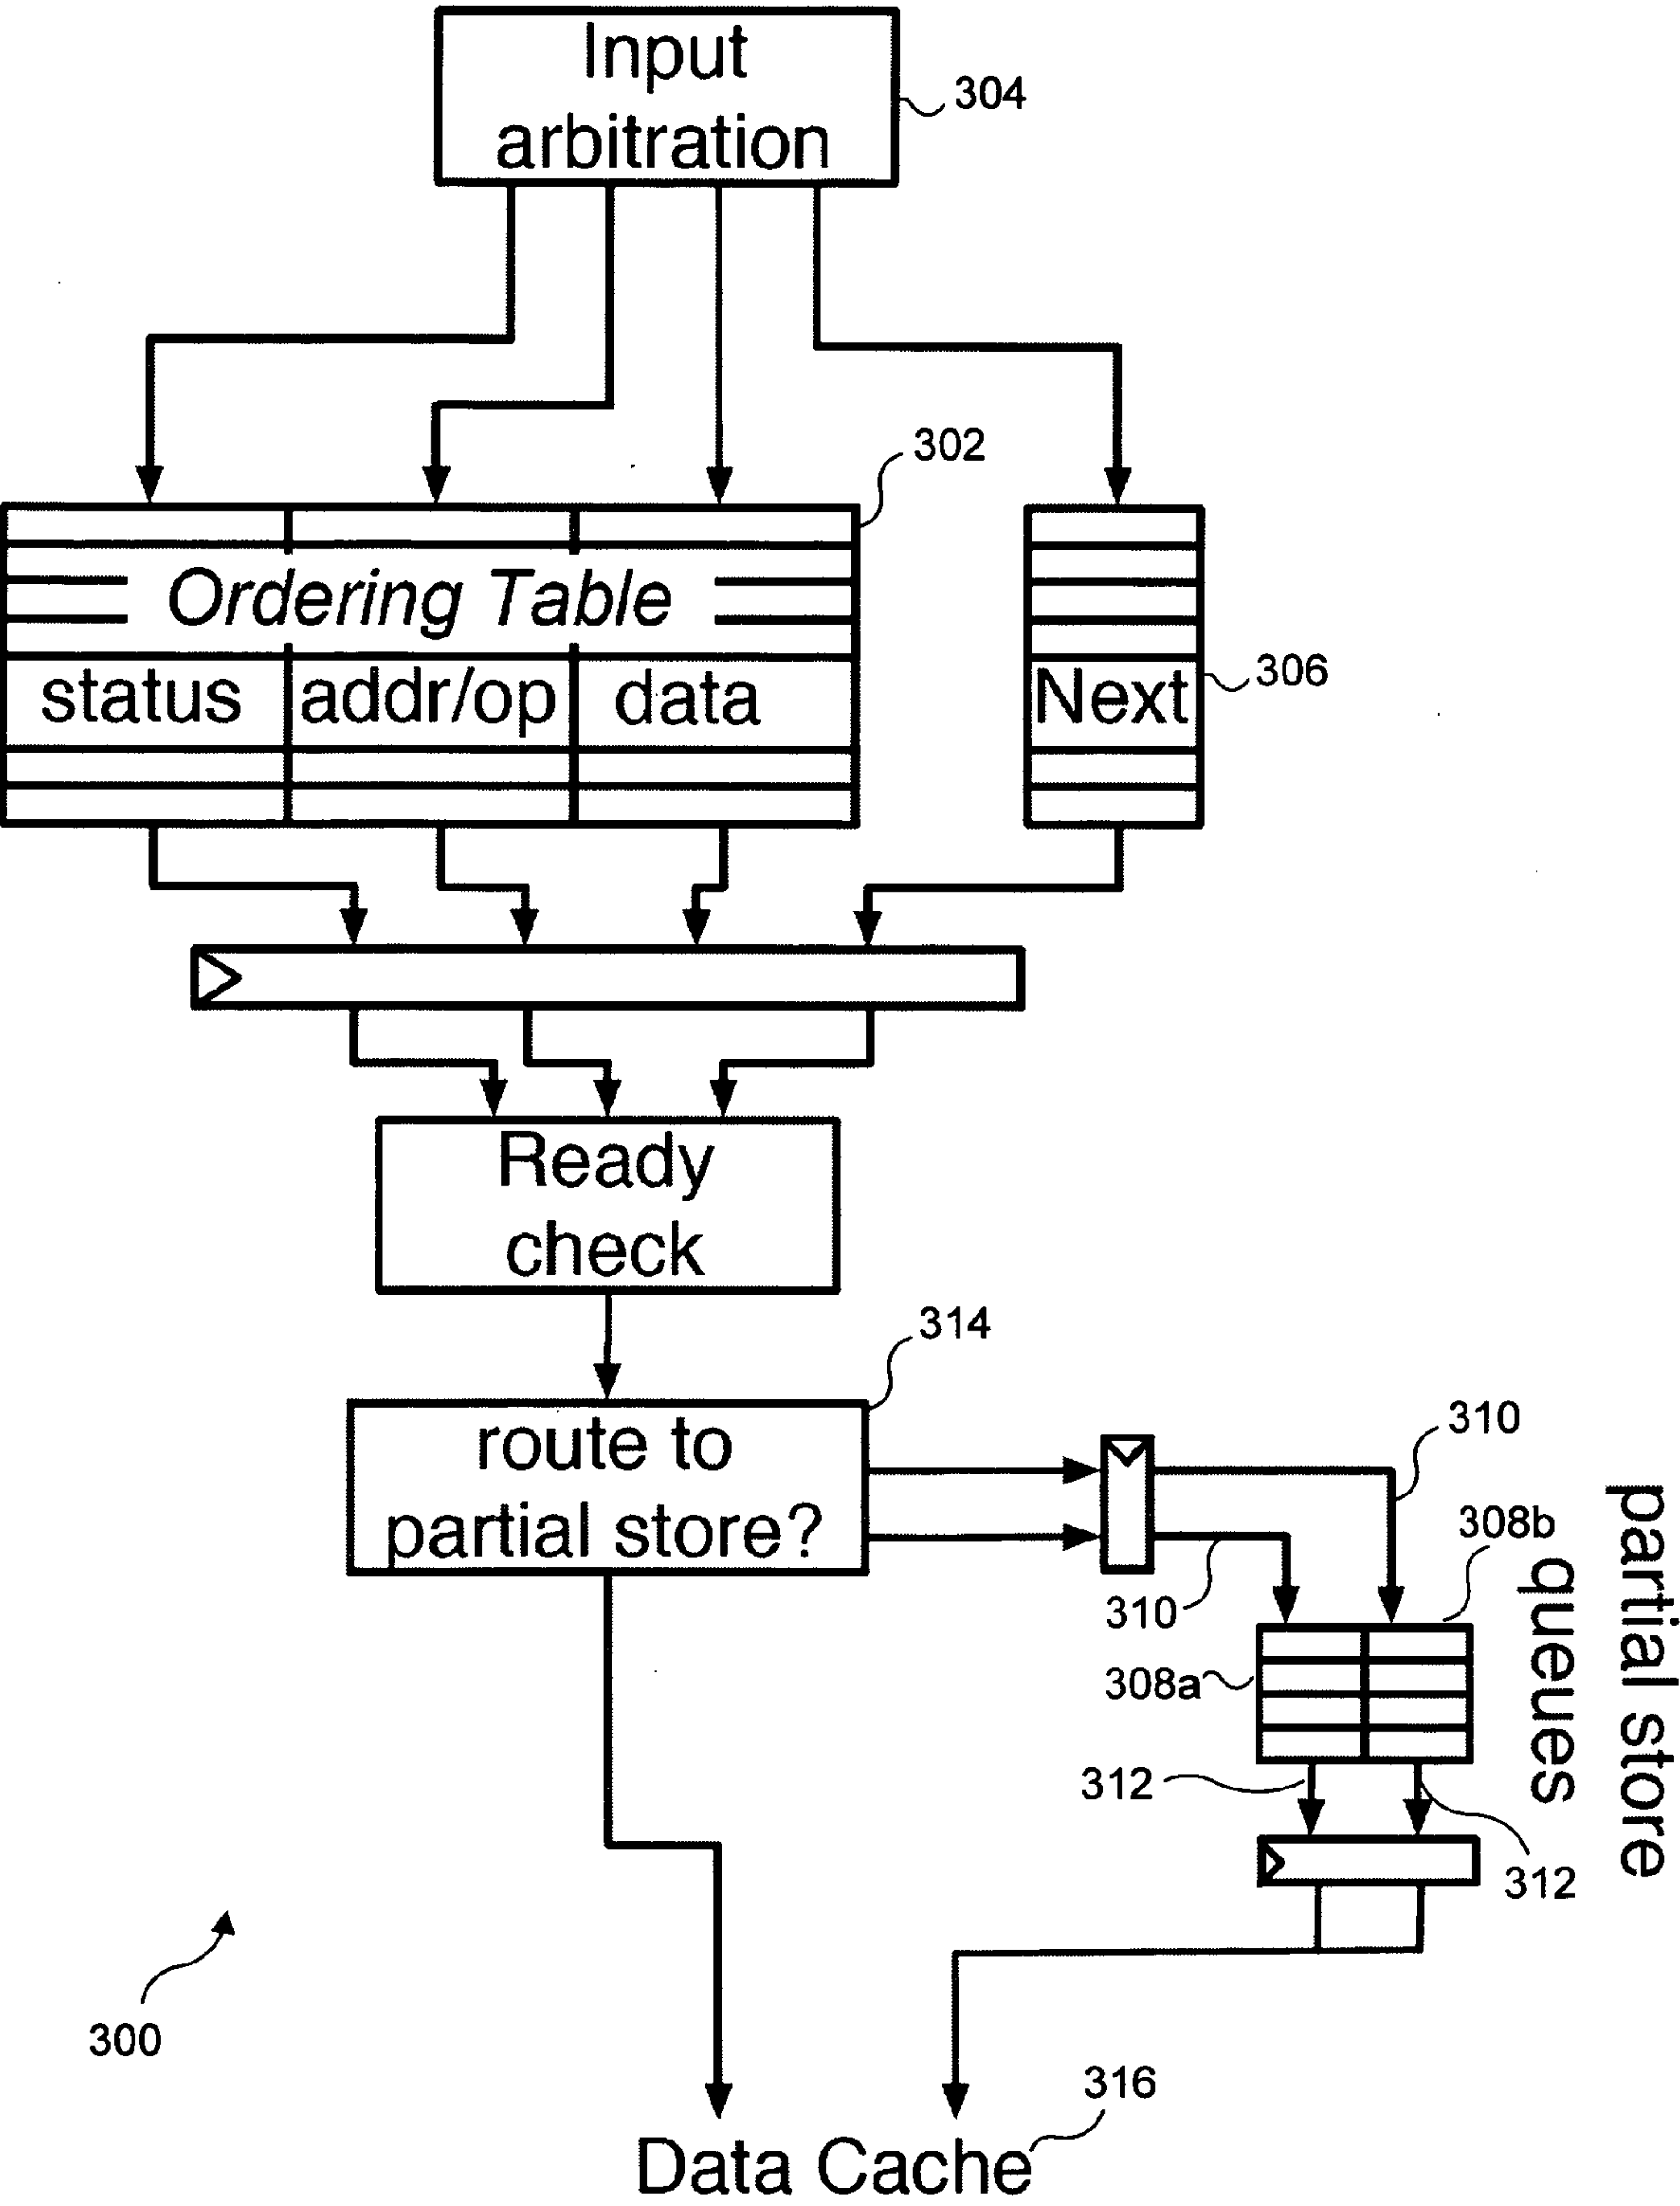 Input
arbitration
304
302
Ordering Table
status addr/op data
Next
306
Ready
check
314
route to
partial store?
310
310
308b
308a
partial store
queues
312
312
300
316
Data Cache